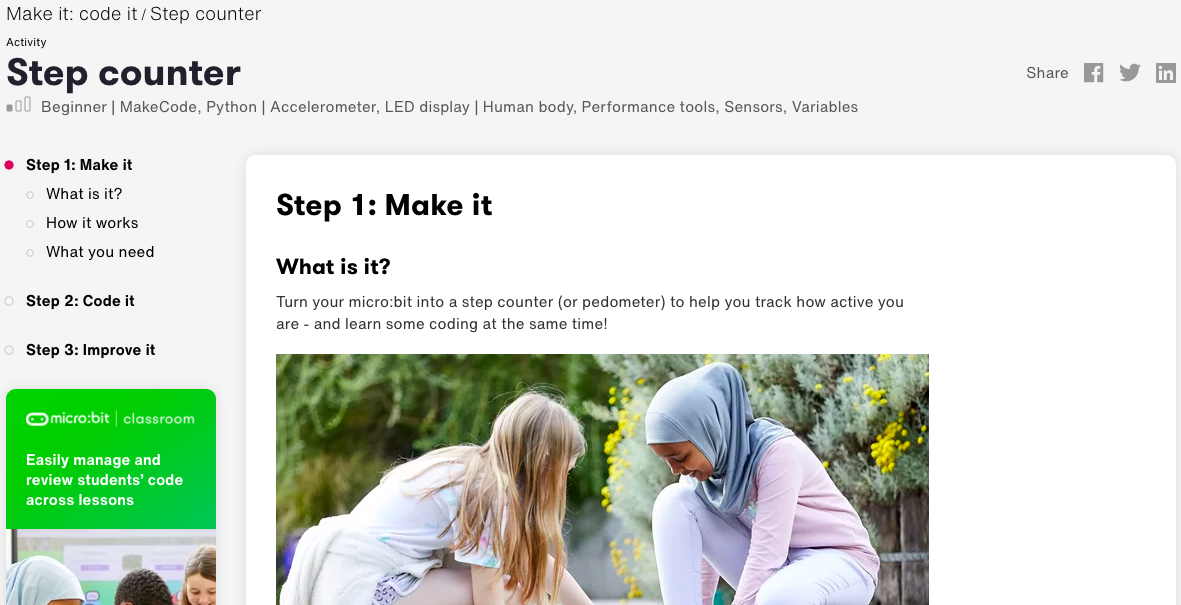 Make it: code it / Step counter
Activity
Step counter
Share
Beginner | MakeCode, Python | Accelerometer, LED display | Human body, Performance tools, Sensors, Variables
Step 1: Make it
What is it?
How it works
What you need
Step 2: Code it
Step 3: Improve it
micro:bit | classroom
Easily manage and
review students’ code
across lessons
Step 1: Make it
What is it?
Turn your micro:bit into a step counter (or pedometer) to help you track how active you
are - and learn some coding at the same time!